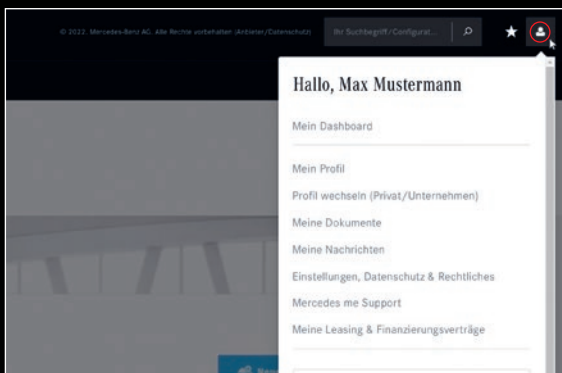 © 2022. Mercedes-Benz AG. Alle Rechte vorbehalten (Anbieter/Datenschutz)
Ihr Suchbegriff/Configurat...
Hallo, Max Mustermann
Mein Dashboard
Mein Profil
Profil wechseln (Privat/Unternehmen)
Meine Dokumente
Meine Nachrichten
Einstellungen, Datenschutz & Rechtliches
Mercedes me Support
Meine Leasing & Finanzierungsverträge